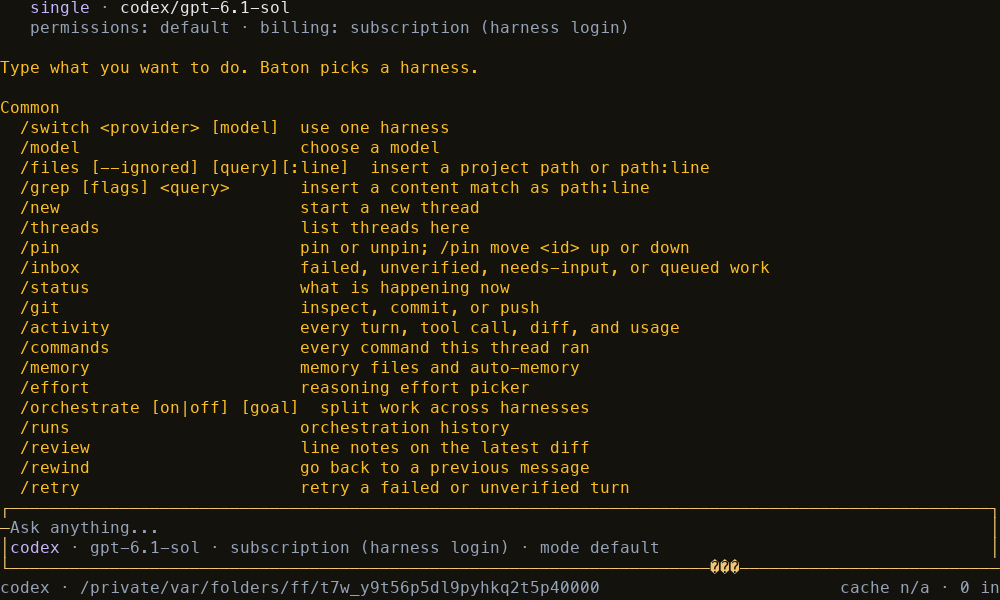 single · codex/gpt-6.1-sol
permissions: default · billing: subscription (harness login)
Type what you want to do. Baton picks a harness.
Common
/switch <provider> [model]  use one harness
/model                      choose a model
/files [--ignored] [query][:line]  insert a project path or path:line
/grep [flags] <query>       insert a content match as path:line
/new                        start a new thread
/threads                    list threads here
/pin                        pin or unpin; /pin move <id> up or down
/inbox                      failed, unverified, needs-input, or queued work
/status                     what is happening now
/git                        inspect, commit, or push
/activity                   every turn, tool call, diff, and usage
/commands                   every command this thread ran
/memory                     memory files and auto-memory
/effort                     reasoning effort picker
/orchestrate [on|off] [goal]  split work across harnesses
/runs                       orchestration history
/review                     line notes on the latest diff
/rewind                     go back to a previous message
/retry                      retry a failed or unverified turn
Ask anything...
codex · gpt-6.1-sol · subscription (harness login) · mode default
���
codex · /private/var/folders/ff/t7w_y9t56p5dl9pyhkq2t5p40000                        cache n/a · 0 in